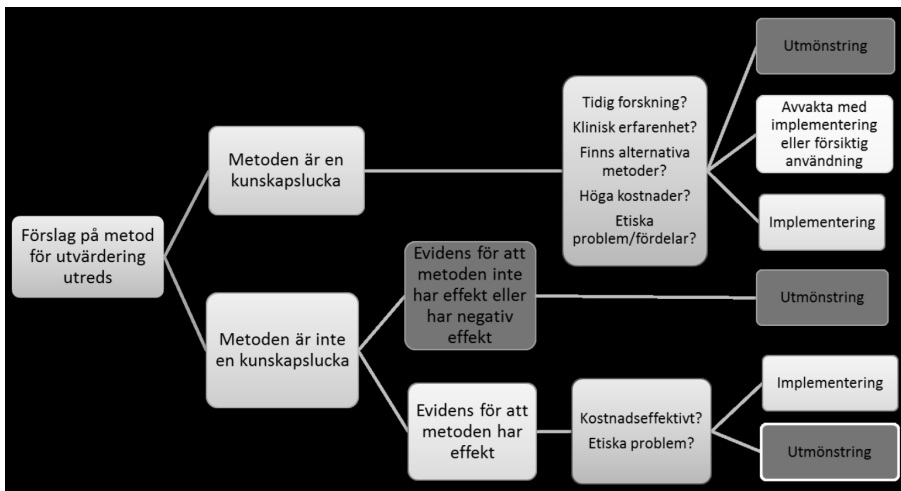 Förslag på metod
för utvärdering
utreds
Metoden är en
kunskapslucka
Tidig forskning?
Klinisk erfarenhet?
Finns alternativa
metoder?
Höga kostnader?
Etiska
problem/fördelar?
Utmönstring
Avvakta med
implementering
eller försiktig
användning
Implementering
Metoden är inte
en kunskapslucka
Evidens för att
metoden inte
har effekt eller
har negativ
effekt
Utmönstring
Evidens för att
metoden har
effekt
Kostnadseffektivt?
Etiska problem?
Implementering
Utmönstring